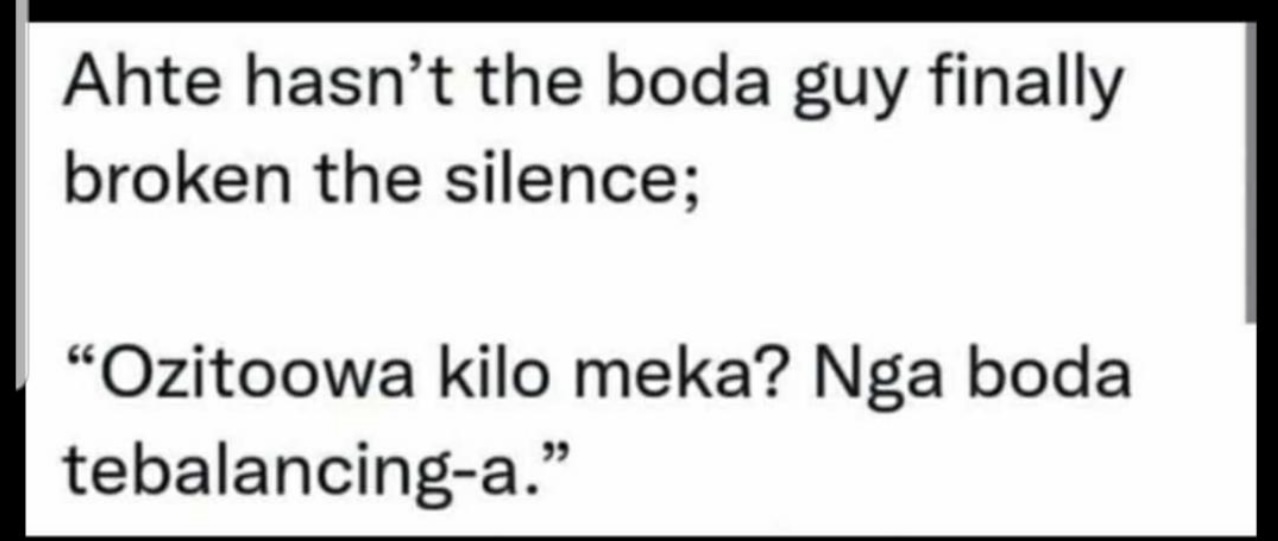 Ahte hasn’t the boda guy finally
broken the silence;
“Ozitoowa kilo meka? Nga boda
tebalancing-a.”